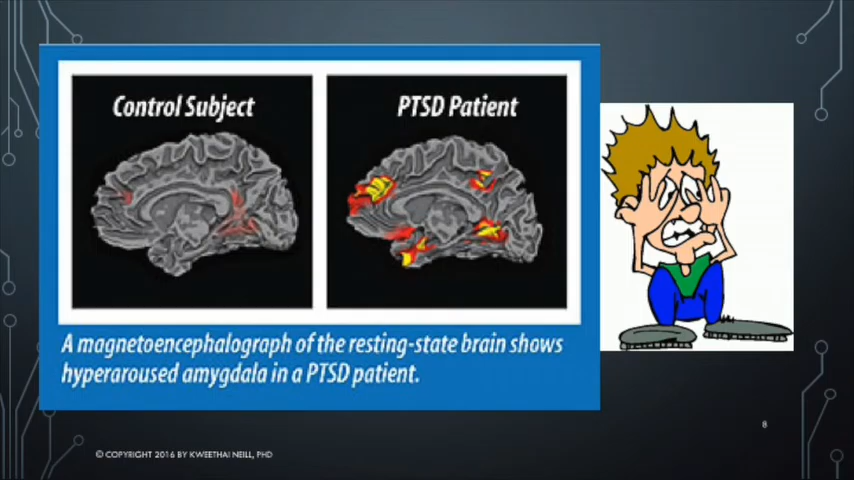 Control Subject
PTSD Patient
A magnetoencephalograph of the resting-state brain shows
hyperaroused amygdala in a PTSD patient.
8
© COPYRIGHT 2016 BY KWEETHAI NEILL, PHD